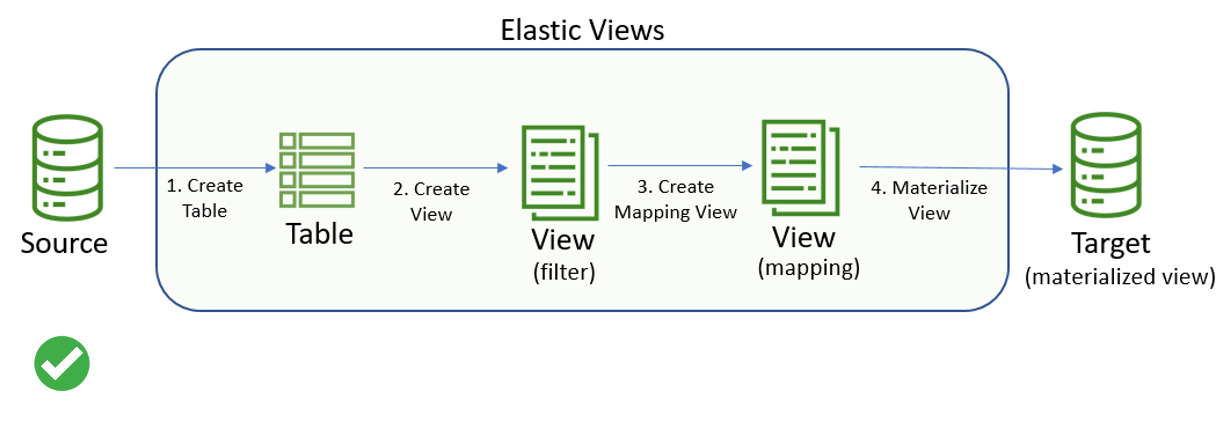 Elastic Views
Source
1. Create
Table
Table
2. Create
View
View
(filter)
3. Create
Mapping View
View
(mapping)
4. Materialize
View
Target
(materialized view)